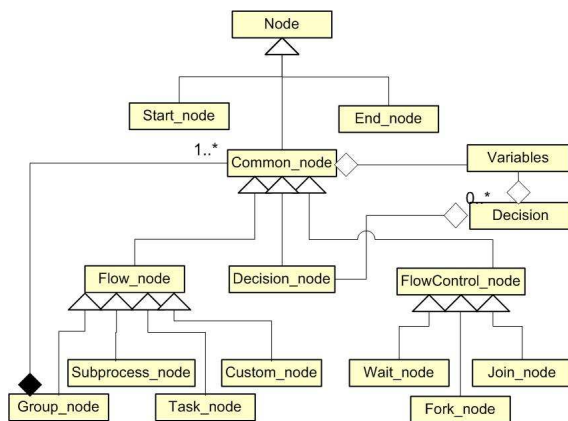 Node
Start_node
End_node
1..*
Common_node
Variables
0..*
Decision
Flow_node
Decision_node
FlowControl_node
Subprocess_node
Custom_node
Wait_node
Join_node
Group_node
Task_node
Fork_node